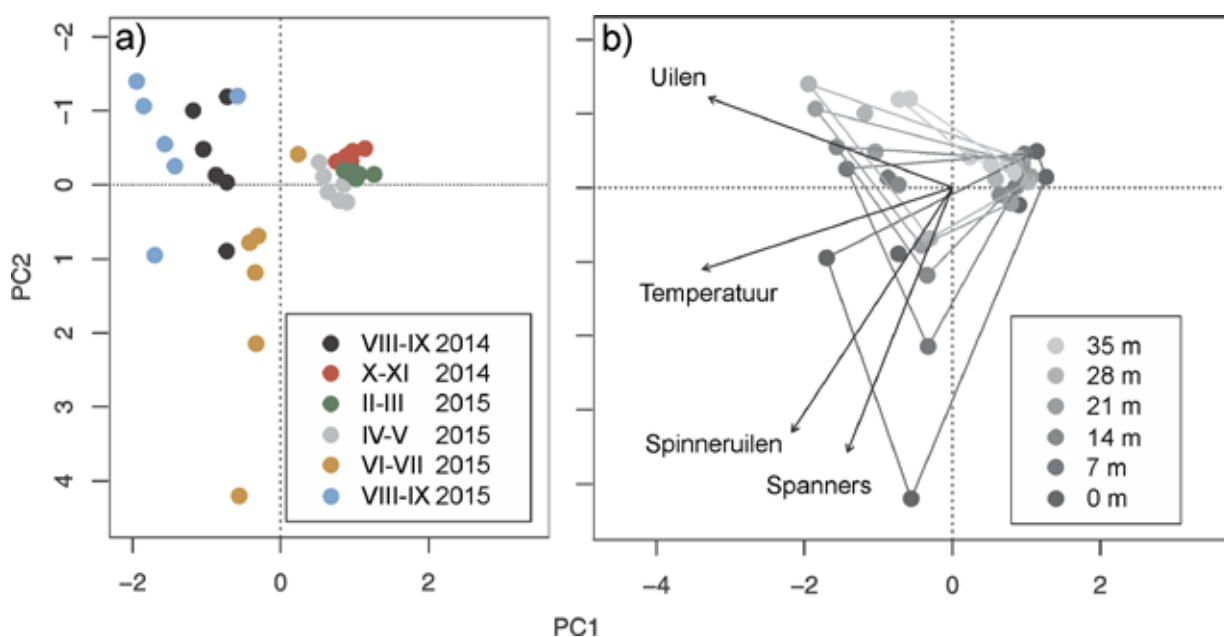 a)
-2
-1
0
1
2
3
4
PC2
VIII-IX 2014
X-XI 2014
II-III 2015
IV-V 2015
VI-VII 2015
VIII-IX 2015
-2
0
2
b)
Uilen
Temperatuur
Spinneruilen
Spanners
35 m
28 m
21 m
14 m
7 m
0 m
-4
-2
0
2
PC1